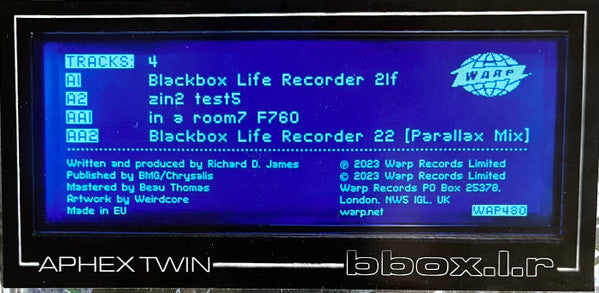 TRACKS: 4
A1 Blackbox Life Recorder 21f
A2 zin2 test5
AA1 in a room7 F760
AA2 Blackbox Life Recorder 22 [Parallax Mix]
WARP
Written and produced by Richard D. James
Published by BMG/Chrysalis
Mastered by Beau Thomas
Artwork by Weirdcore
Made in EU
℗ 2023 Warp Records Limited
© 2023 Warp Records Limited
Warp Records PO Box 25378,
London, NW5 1GL, UK
warp.net
WAP480
APHEX TWIN
bbox.l.r